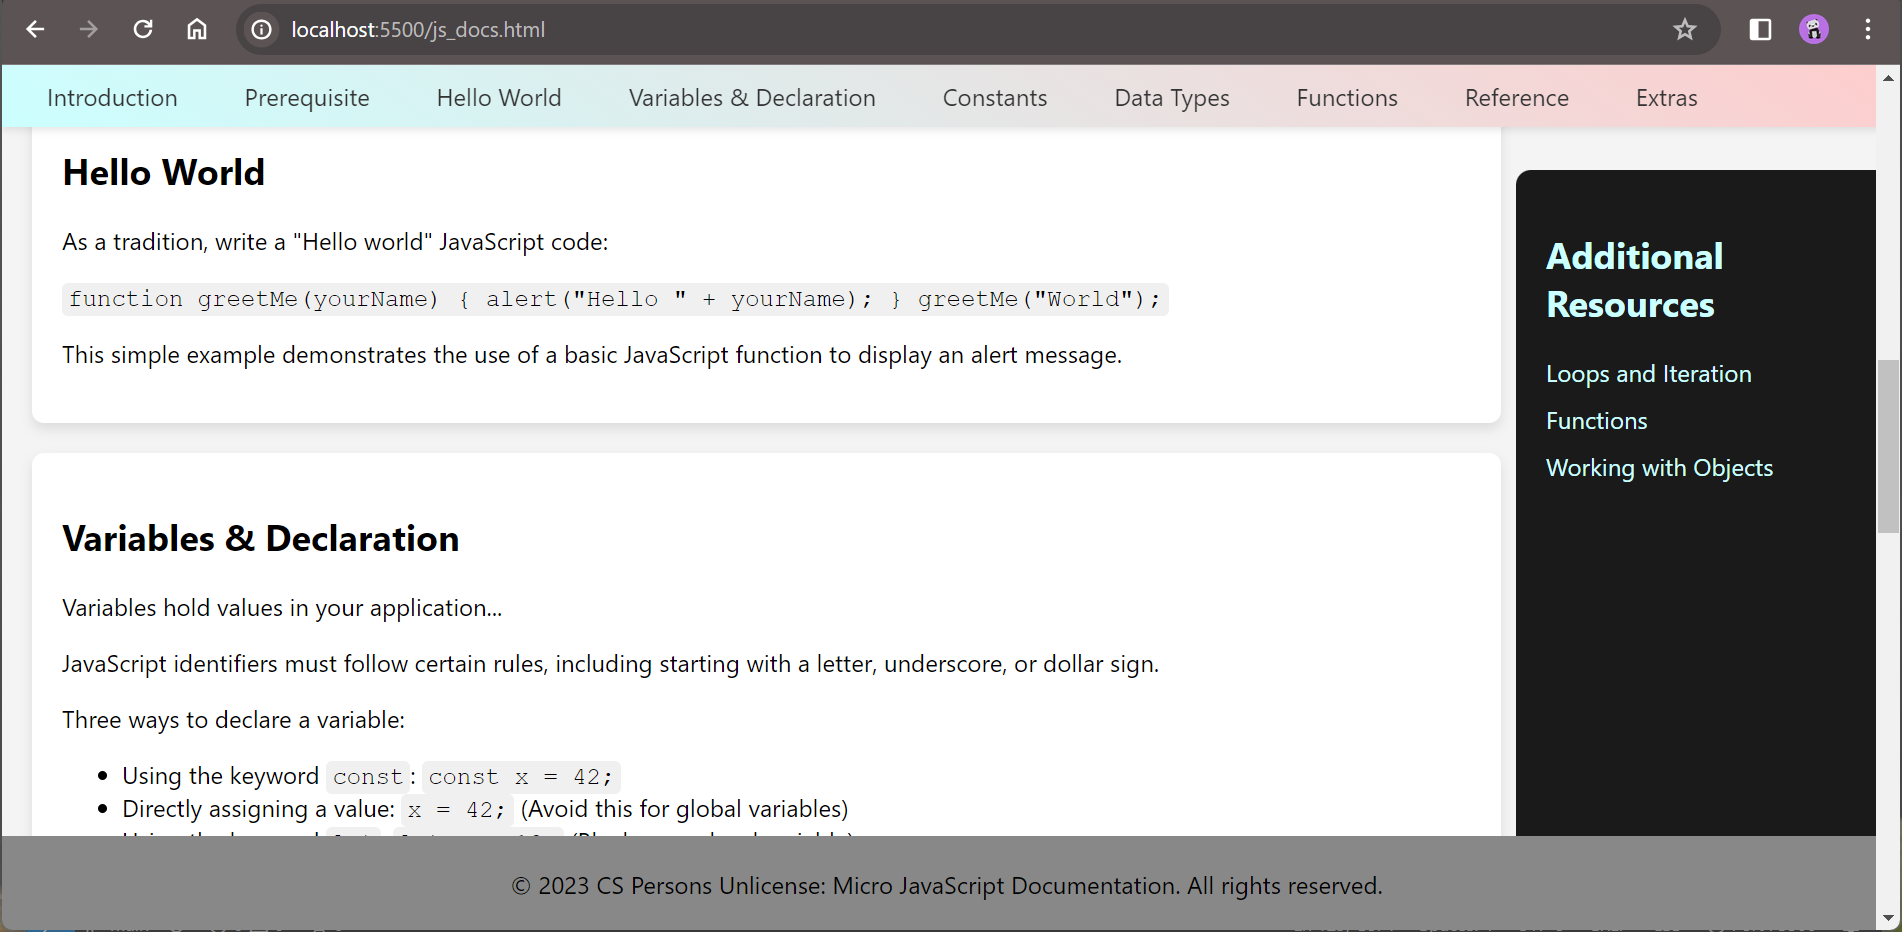 localhost:5500/js_docs.html
Introduction Prerequisite Hello World Variables & Declaration Constants Data Types Functions Reference Extras
Hello World
As a tradition, write a "Hello world" JavaScript code:
function greetMe(yourName) { alert("Hello " + yourName); } greetMe("World");
This simple example demonstrates the use of a basic JavaScript function to display an alert message.
Variables & Declaration
Variables hold values in your application...
JavaScript identifiers must follow certain rules, including starting with a letter, underscore, or dollar sign.
Three ways to declare a variable:
Using the keyword const: const x = 42;
Directly assigning a value: x = 42; (Avoid this for global variables)
Additional
Resources
Loops and Iteration
Functions
Working with Objects
© 2023 CS Persons Unlicense: Micro JavaScript Documentation. All rights reserved.